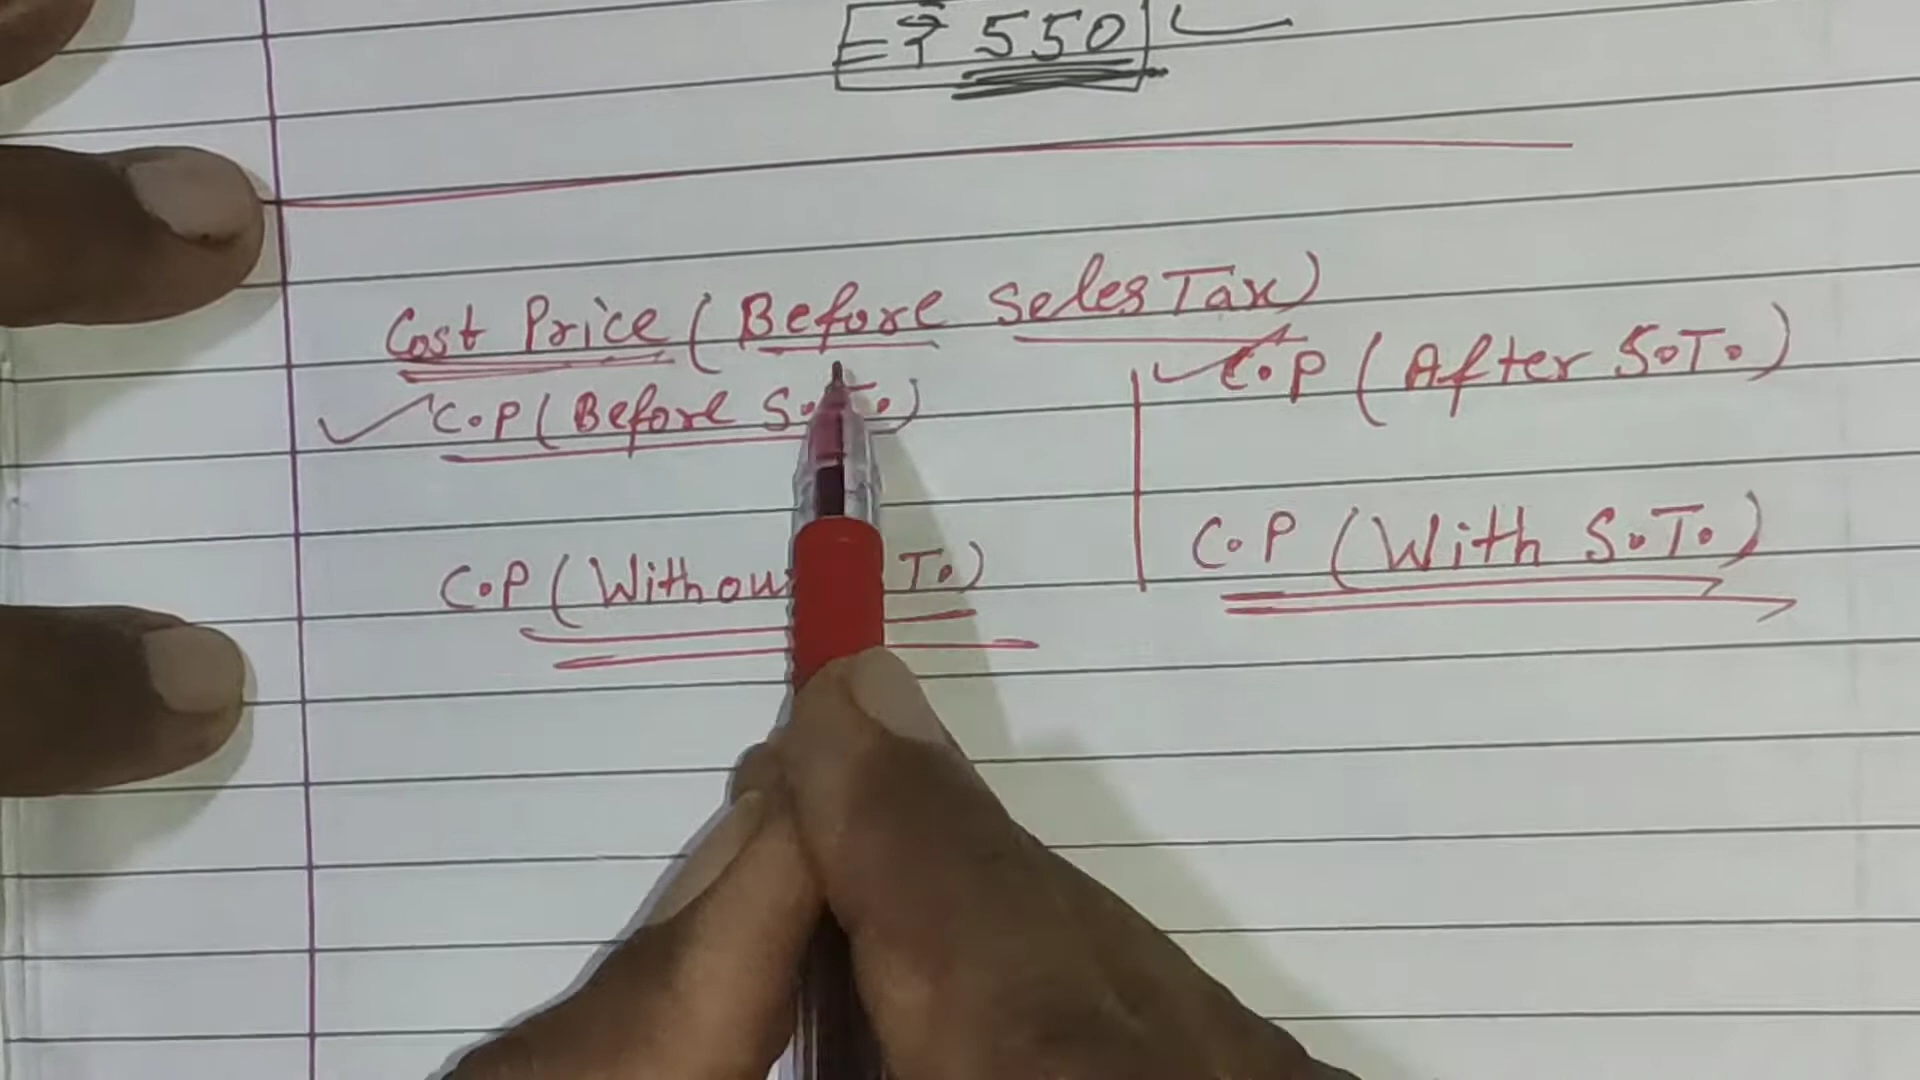 = ₹ 550
Cost Price ( Before Seles Tax )
C.P ( Before S.T. )
C.P ( After S.T. )
C.P ( With S.T. )
C.P ( T. )